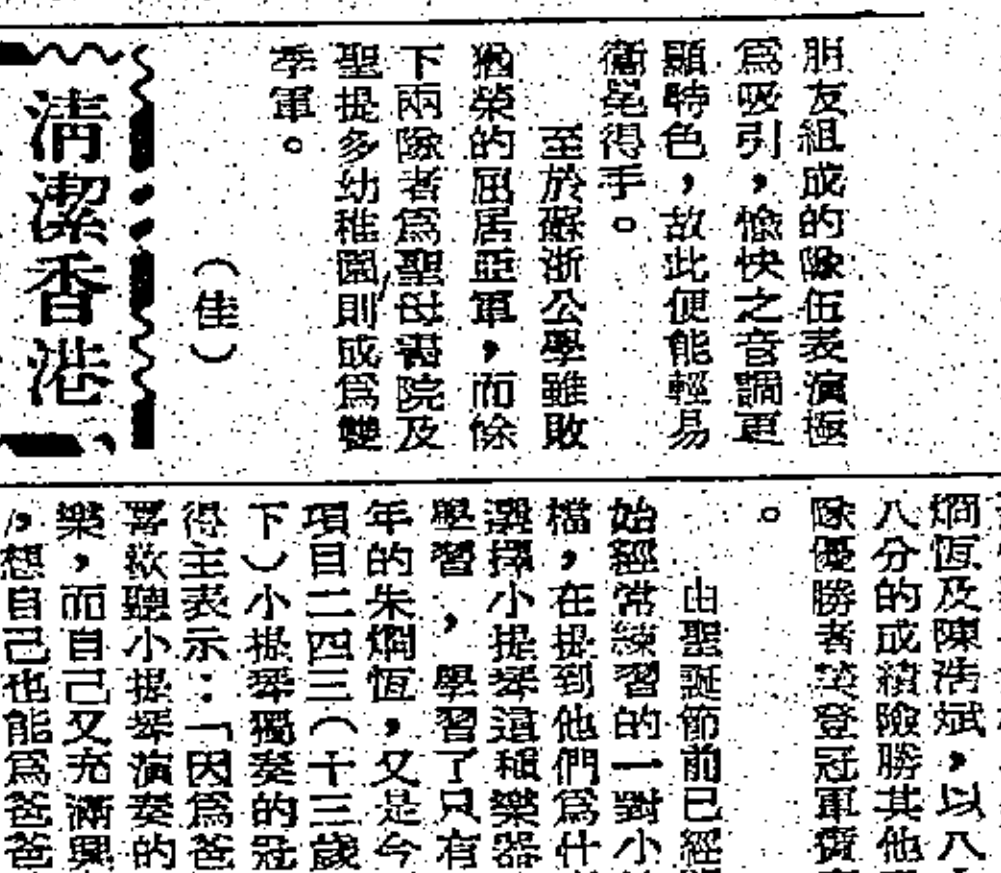 朋友組成的隊伍表演極
爲吸引，愉快之音調更
顯特色，故此便能輕易
衛冕得手。
至於蘇浙公學雖敗
猶榮的屈居亞軍，而餘
下兩隊者爲聖母書院及
聖提多幼稚園則成爲雙
季軍。
（佳）
清潔香港
烱恆及陳浩斌，以八
八分的成績險勝其他
隊優勝者榮登冠軍寶
。
由聖誕節前已經
始經常練習的一對小
檔，在提到他們爲什
選擇小提琴這種樂器
學習，學習了只有
年的朱烱恆，又是今
項目二四三（十三歲
下）小提琴獨奏的冠
得主表示：「因爲爸
喜歡聽小提琴演奏的
樂，而自己又充滿興
，想自己也能爲爸爸